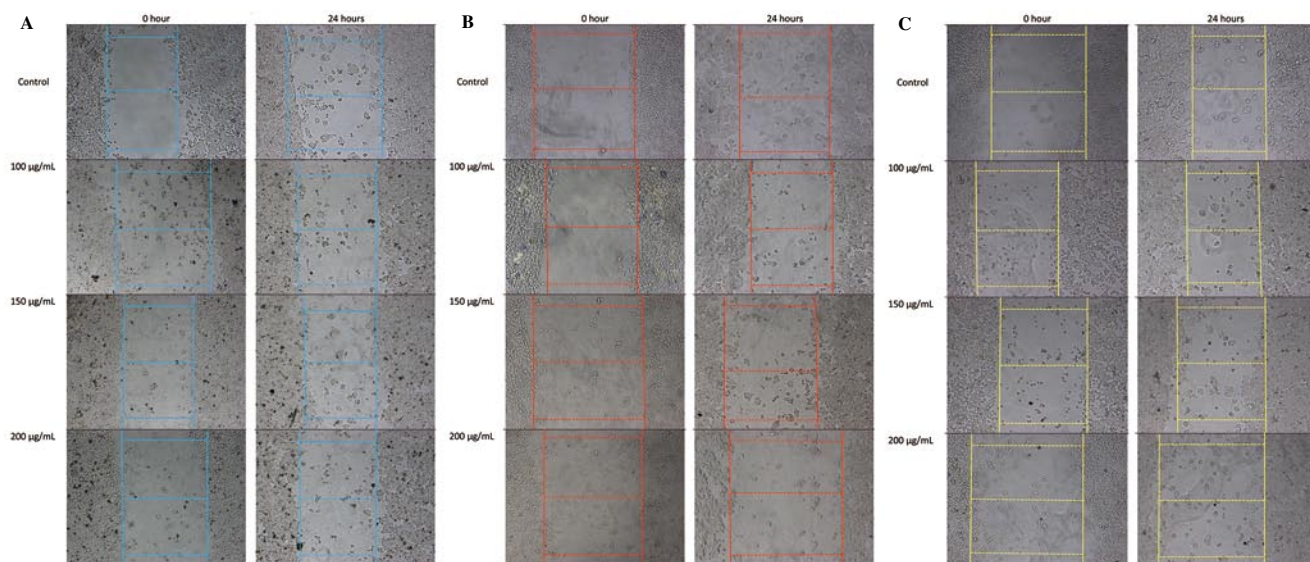 A
0 hour 24 hours
Control
100 µg/mL
150 µg/mL
200 µg/mL
B
0 hour 24 hours
Control
100 µg/mL
150 µg/mL
200 µg/mL
C
0 hour 24 hours
Control
100 µg/mL
150 µg/mL
200 µg/mL